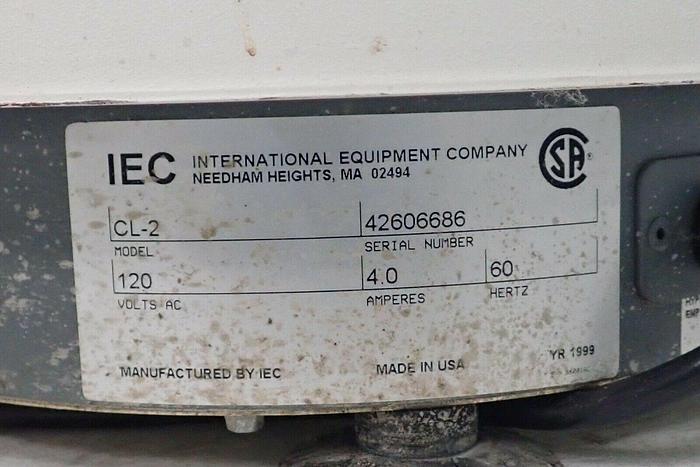 IEC INTERNATIONAL EQUIPMENT COMPANY
NEEDHAM HEIGHTS, MA 02494
CSA®
CL-2 42606686
MODEL SERIAL NUMBER
120 4.0 60
VOLTS AC AMPERES HERTZ
YR 1999
MANUFACTURED BY IEC MADE IN USA